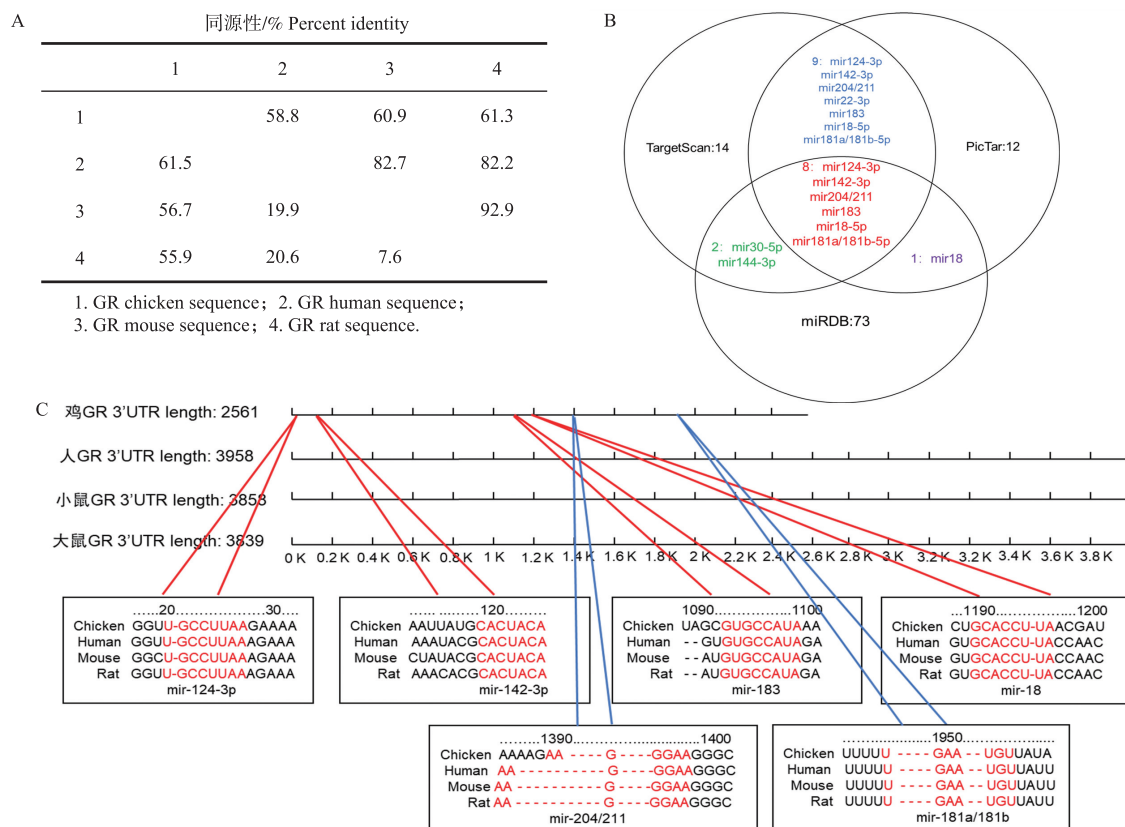 A
同源性/% Percent identity
1 2 3 4
1 58.8 60.9 61.3
2 61.5 82.7 82.2
3 56.7 19.9 92.9
4 55.9 20.6 7.6
1. GR chicken sequence；2. GR human sequence；
3. GR mouse sequence；4. GR rat sequence.
B
9：mir124-3p
mir142-3p
mir204/211
mir22-3p
mir183
mir18-5p
mir181a/181b-5p
TargetScan:14
PicTar:12
8：mir124-3p
mir142-3p
mir204/211
mir183
mir18-5p
mir181a/181b-5p
2：mir30-5p
mir144-3p
1：mir18
miRDB:73
C
鸡GR 3'UTR length: 2561
人GR 3'UTR length: 3958
小鼠GR 3'UTR length: 3858
大鼠GR 3'UTR length: 3839
0 K 0.2 K 0.4 K 0.6 K 0.8 K 1 K 1.2 K 1.4 K 1.6 K 1.8 K 2 K 2.2 K 2.4 K 2.6 K 2.8 K 3 K 3.2 K 3.4 K 3.6 K 3.8 K
......20.................30....
Chicken GGUU-GCCUUAAGAAAA
Human GGUU-GCCUUAAAGAAA
Mouse GGCU-GCCUUAAAGAAA
Rat GGUU-GCCUUAAAGAAA
mir-124-3p
..............120..........
Chicken AAUUAUGCACUACA
Human AAAUACGCACUACA
Mouse CUAUACGCACUACA
Rat AAACACGCACUACA
mir-142-3p
1090..............1100
Chicken UAGCGUGCCAUAAA
Human --GUGUGCCAUAGA
Mouse --AUGUGCCAUAGA
Rat --AUGUGCCAUAGA
mir-183
......1190.............1200
Chicken CUGCACCU-UAACGAU
Human GUGCACCU-UACCAAC
Mouse GUGCACCU-UACCAAC
Rat GUGCACCU-UACCAAC
mir-18
........1390......................1400
Chicken AAAAGAA ----- G ----GGAAGGGC
Human AA------------ G ----GGAAGGGC
Mouse AA------------ G ----GGAAGGGC
Rat AA------------ G ----GGAAGGGC
mir-204/211
......................1950.....................
Chicken UUUUU ----GAA --UGUUAUA
Human UUUUU ----GAA --UGUUAUU
Mouse UUUUU ----GAA --UGUUAUU
Rat UUUUU ----GAA --UGUUAUU
mir-181a/181b